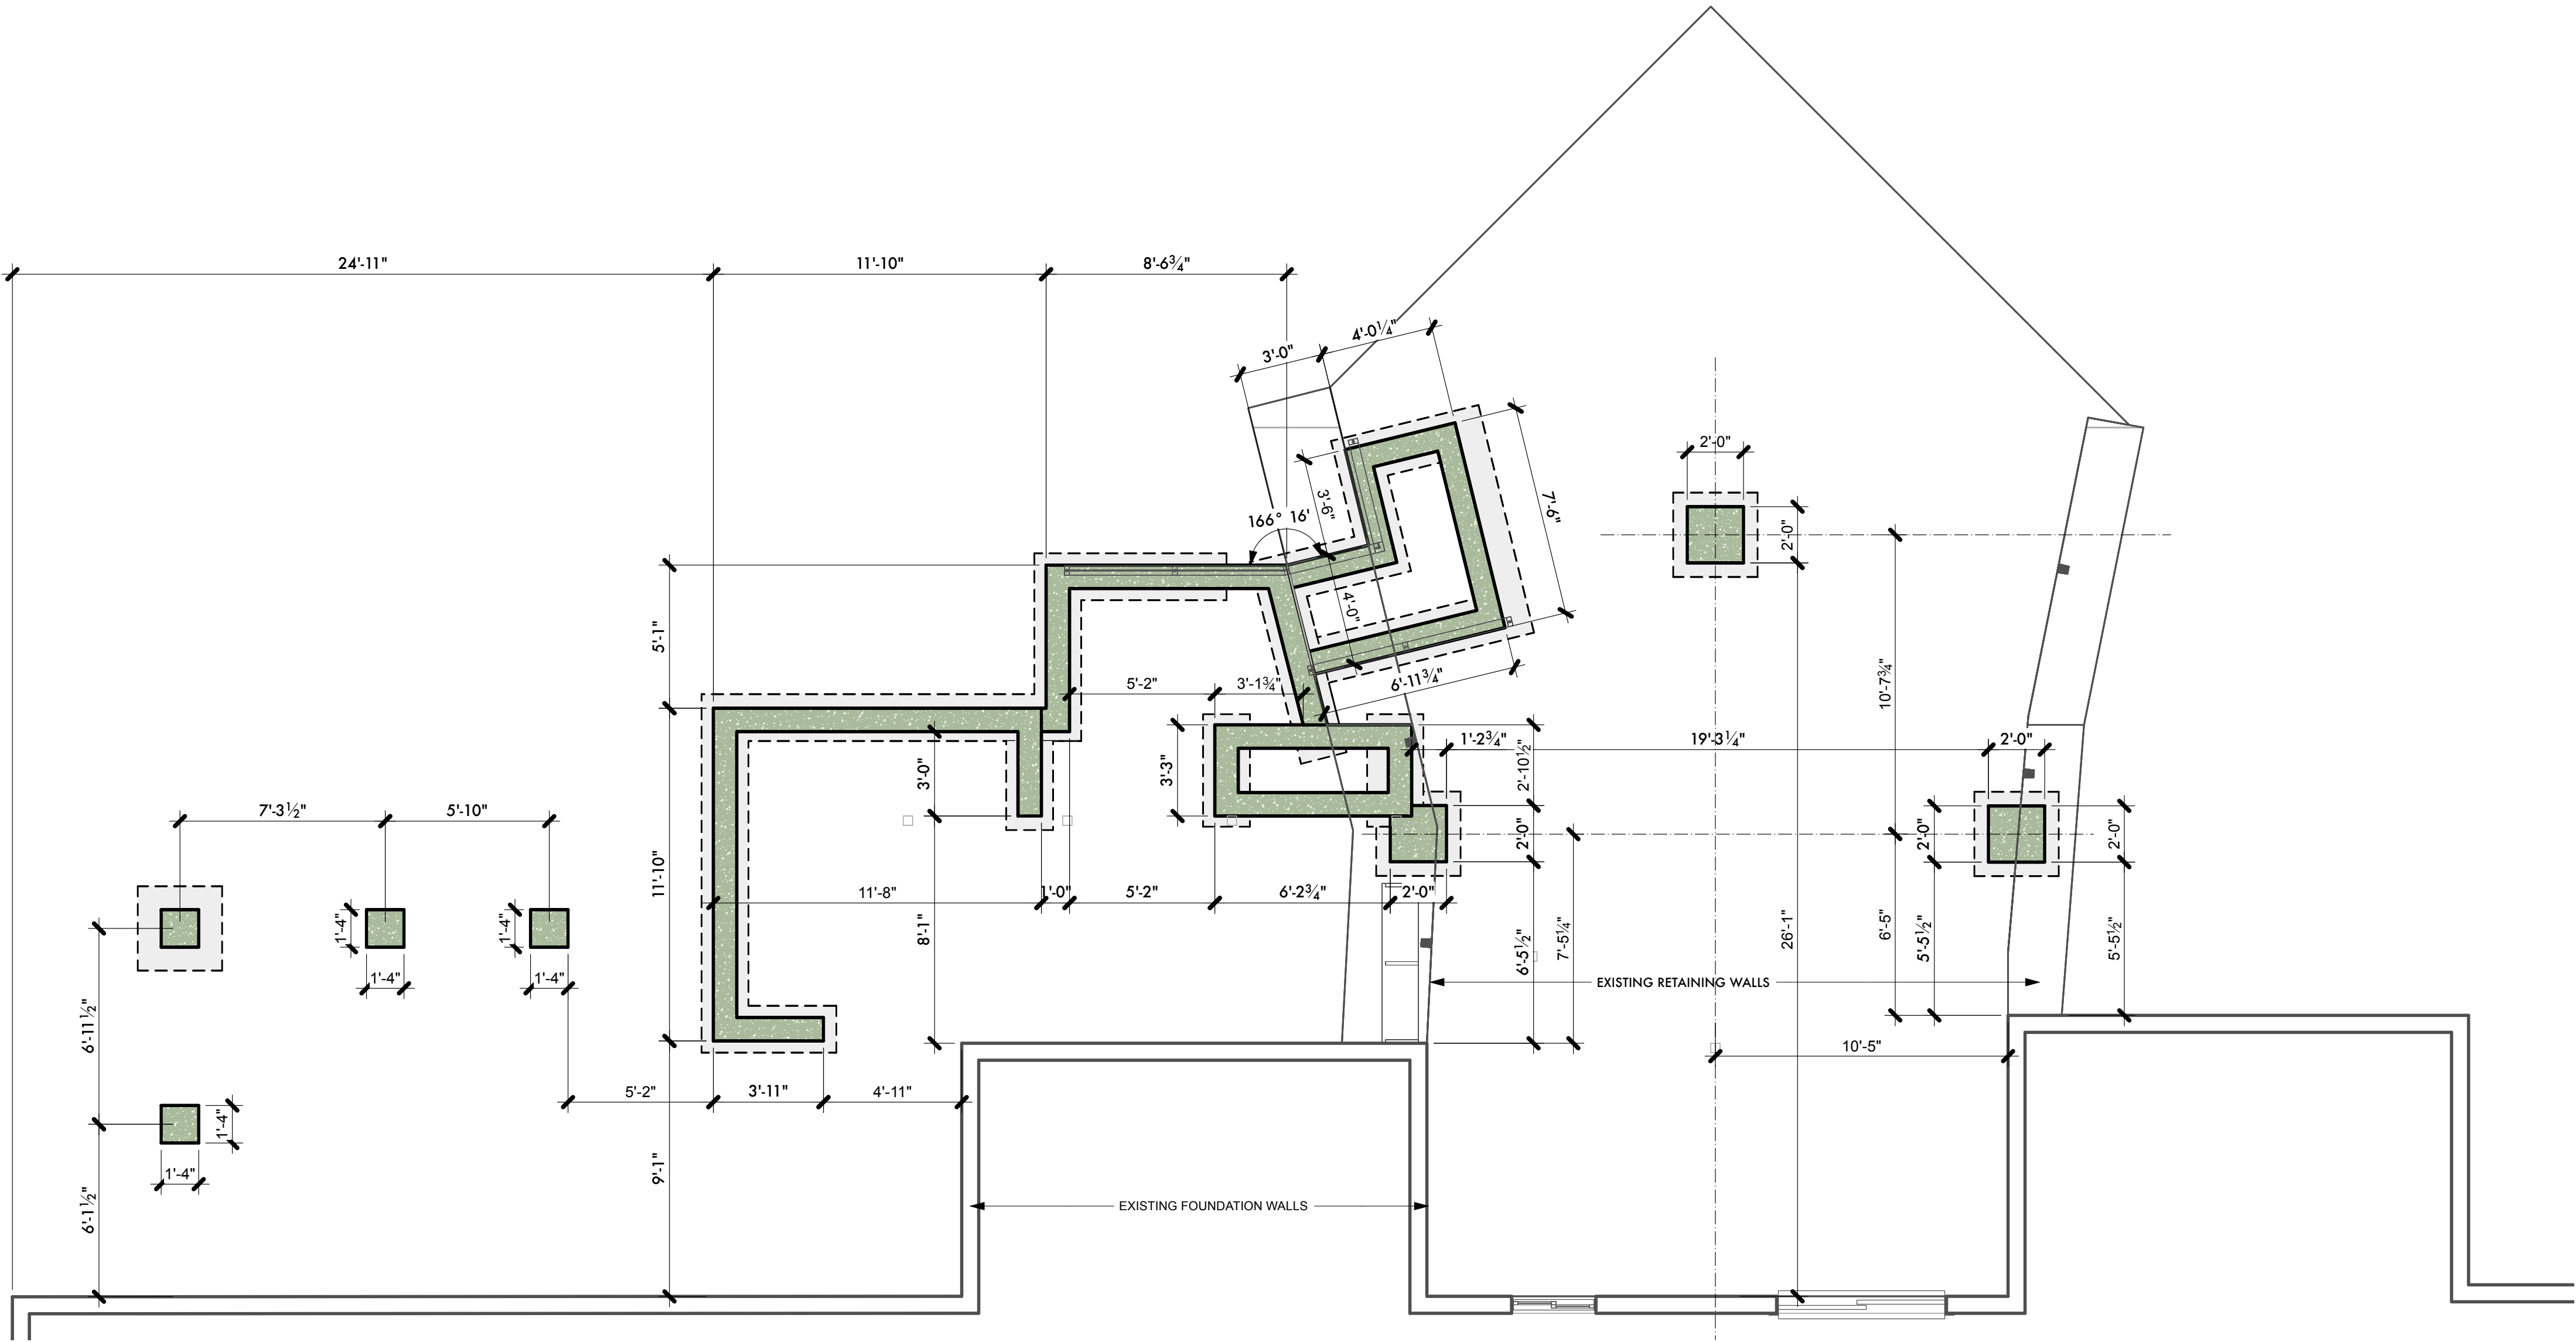 24'-11" 11'-10" 8'-6¾"
3'-0" 4'-0¼"
2'-0"
3'-6" 7'-6"
166° 16' 2'-0"
4'-0"
5'-1"
6'-11¾"
5'-2" 3'-1¾" 10'-7¾"
1'-2¾" 19'-3¼" 2'-0"
2'-10½"
3'-0" 3'-3"
7'-3½" 5'-10"
2'-0" 2'-0" 2'-0"
11'-10" 11'-8" 1'-0" 5'-2" 6'-2¾" 2'-0"
1'-4" 1'-4" 8'-1" 26'-1" 6'-5"
6'-5½" 7'-5¼" 5'-5½" 5'-5½"
1'-4" 1'-4" EXISTING RETAINING WALLS
6'-11½"
10'-5"
5'-2" 3'-11" 4'-11"
1'-4"
9'-1"
1'-4"
6'-1½" EXISTING FOUNDATION WALLS